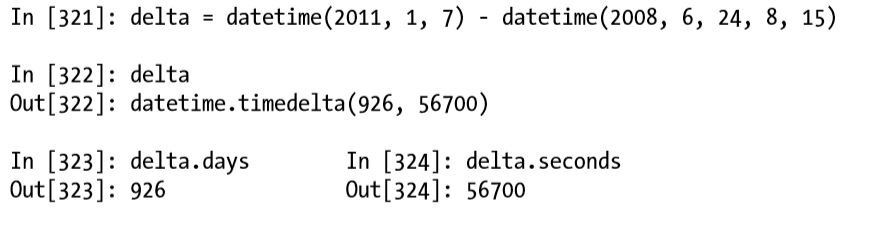 In [321]: delta = datetime(2011, 1, 7) - datetime(2008, 6, 24, 8, 15)
In [322]: delta
Out[322]: datetime.timedelta(926, 56700)
In [323]: delta.days In [324]: delta.seconds
Out[323]: 926 Out[324]: 56700